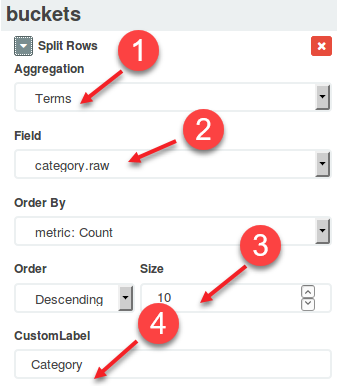 buckets
Split Rows
1
Aggregation
Terms
Field
2
category.raw
Order By
metric: Count
Order Size
3
Descending 10
4
CustomLabel
Category